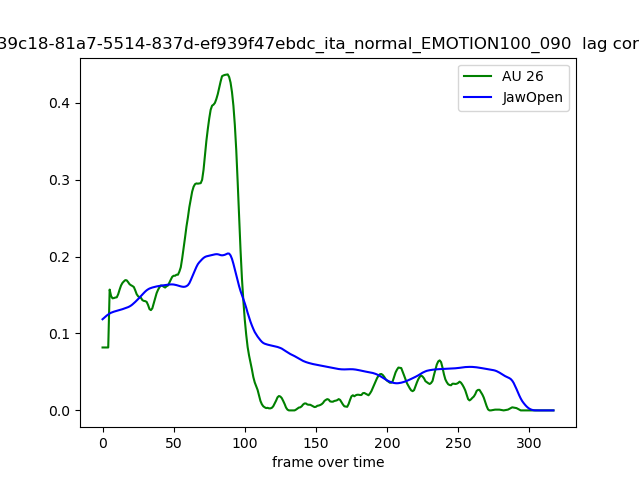 39c18-81a7-5514-837d-ef939f47ebdc_ita_normal_EMOTION100_090 lag cor
AU 26
JawOpen
0.4
0.3
0.2
0.1
0.0
0 50 100 150 200 250 300
frame over time